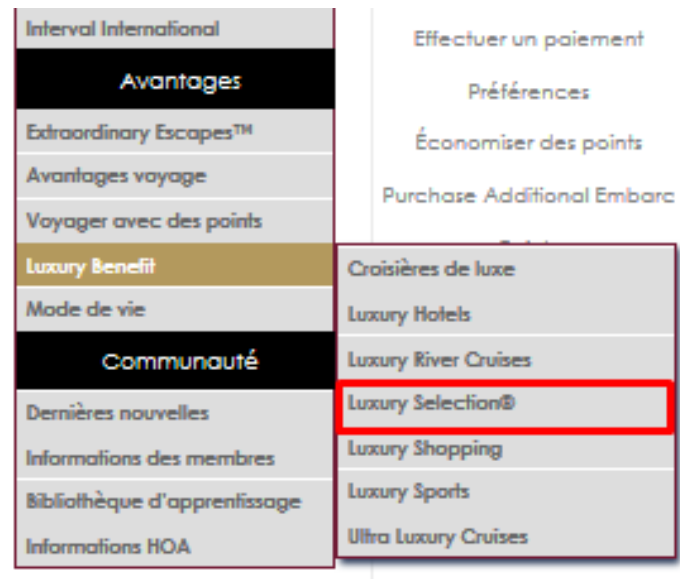 Interval International
Avantages
Extraordinary Escapes™
Avantages voyage
Voyager avec des points
Luxury Benefit
Mode de vie
Communauté
Dernières nouvelles
Informations des membres
Bibliothèque d'apprentissage
Informations HOA
Effectuer un paiement
Préférences
Économiser des points
Purchase Additional Embarc
Croisières de luxe
Luxury Hotels
Luxury River Cruises
Luxury Selection®
Luxury Shopping
Luxury Sports
Ultra Luxury Cruises